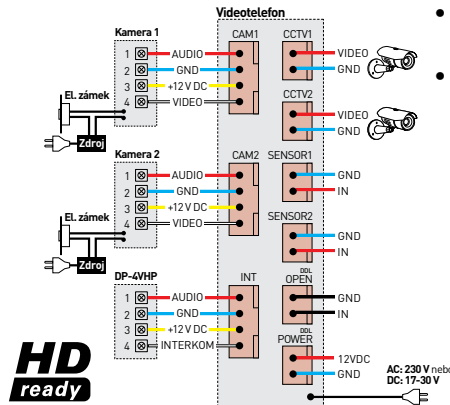 Videotelefon
Kamera 1
CAM1
CCTV1
1 AUDIO
2 GND
3 +12 V DC
4 VIDEO
VIDEO
GND
El. zámek
Zdroj
CCTV2
VIDEO
GND
Kamera 2
CAM2
SENSOR1
1 AUDIO
2 GND
3 +12 V DC
4 VIDEO
GND
IN
El. zámek
Zdroj
SENSOR2
GND
IN
DP-4VHP
INT
DDL
OPEN
1 AUDIO
2 GND
3 +12 V DC
4 INTERKOM
GND
IN
DDL
POWER
12VDC
GND
AC: 230 V nebo
DC: 17-30 V
HD
ready